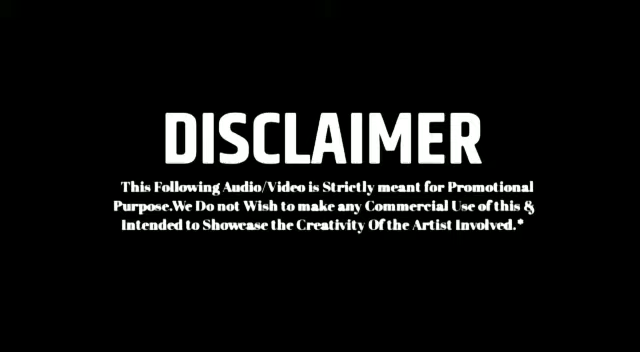 DISCLAIMER
This Following Audio/Video is Strictly meant for Promotional
Purpose.We Do not Wish to make any Commercial Use of this &
Intended to Showcase the Creativity Of the Artist Involved.*